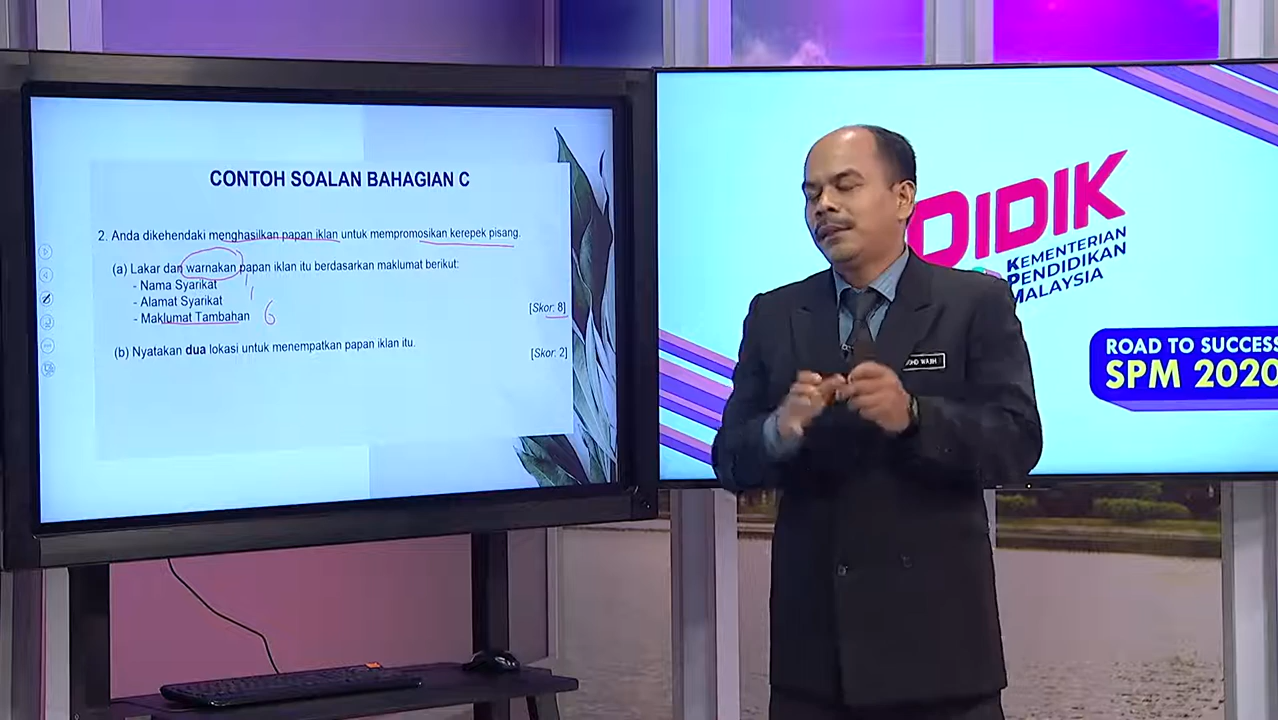 CONTOH SOALAN BAHAGIAN C
2. Anda dikehendaki menghasilkan papan iklan untuk mempromosikan kerepek pisang.
(a) Lakar dan warnakan papan iklan itu berdasarkan maklumat berikut:
- Nama Syarikat
- Alamat Syarikat
- Maklumat Tambahan 6
[Skor: 8]
(b) Nyatakan dua lokasi untuk menempatkan papan iklan itu.
[Skor: 2]
DIDIK
KEMENTERIAN
PENDIDIKAN
MALAYSIA
ROAD TO SUCCESS
SPM 2020